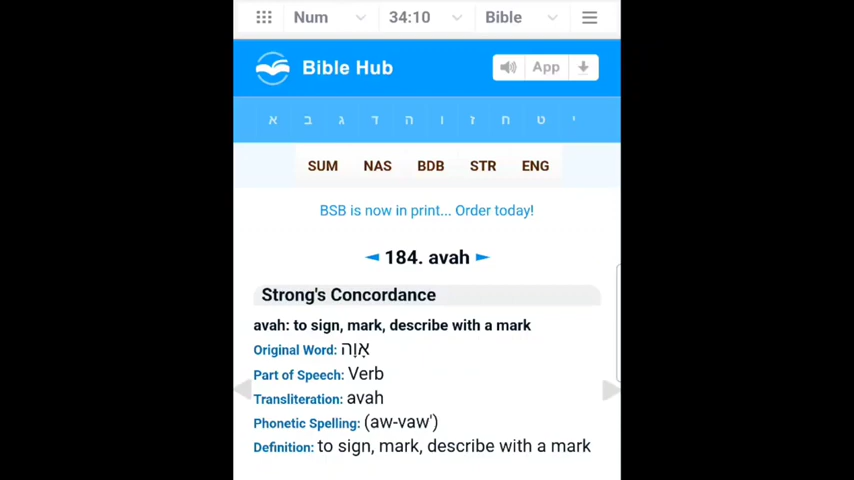 Num 34:10 Bible
Bible Hub App
א ב ג ד ה ו ז ח ט י
SUM NAS BDB STR ENG
BSB is now in print... Order today!
◄ 184. avah ►
Strong's Concordance
avah: to sign, mark, describe with a mark
Original Word: אָוָה
Part of Speech: Verb
Transliteration: avah
Phonetic Spelling: (aw-vaw')
Definition: to sign, mark, describe with a mark